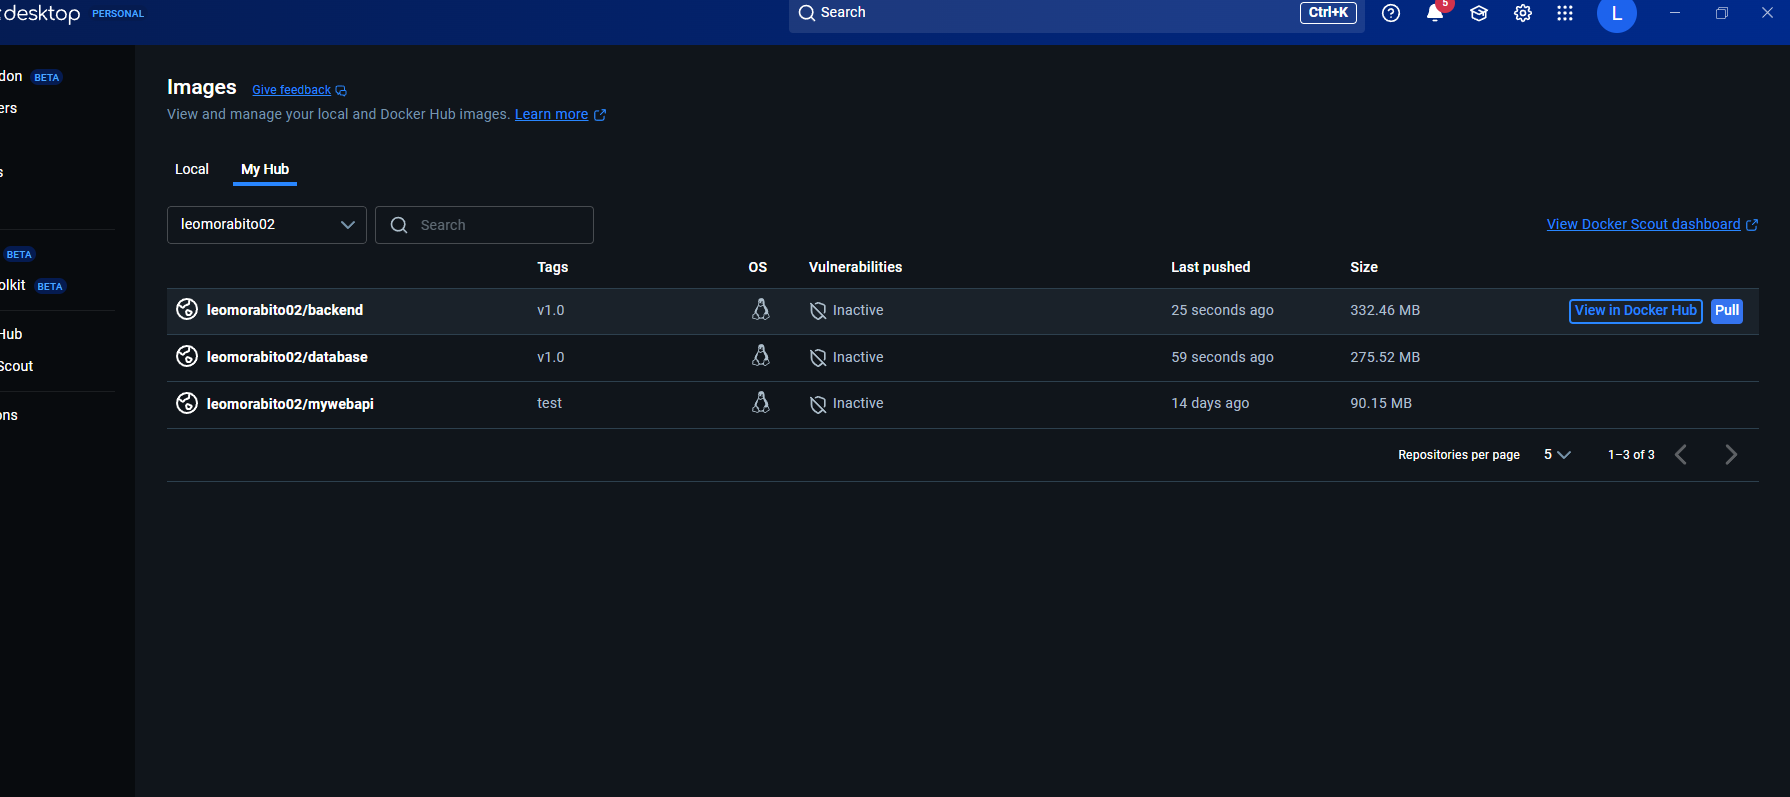 desktop PERSONAL
Search Ctrl+K 5 L
don BETA
ers
s
BETA
olkit BETA
Hub
Scout
ons
Images Give feedback
View and manage your local and Docker Hub images. Learn more
Local My Hub
leomorabito02 Search View Docker Scout dashboard
Tags OS Vulnerabilities Last pushed Size
leomorabito02/backend v1.0 Inactive 25 seconds ago 332.46 MB View in Docker Hub Pull
leomorabito02/database v1.0 Inactive 59 seconds ago 275.52 MB
leomorabito02/mywebapi test Inactive 14 days ago 90.15 MB
Repositories per page 5 1–3 of 3